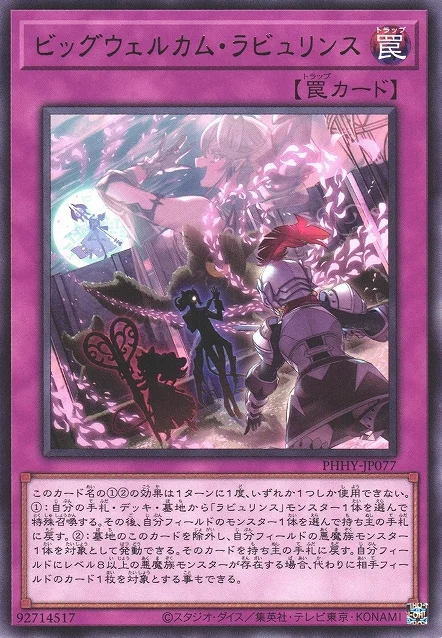 ビッグウェルカム・ラビュリンス
トラップ
罠
【罠カード】
トラップ
PHHY-JP077
このカード名の①②の効果は1ターンに1度、いずれか1つしか使用できない。
①：自分の手札・デッキ・墓地から「ラビュリンス」モンスター1体を選んで
特殊召喚する。その後、自分フィールドのモンスター1体を選んで持ち主の手札
に戻す。②：墓地のこのカードを除外し、自分フィールドの悪魔族モンスター
1体を対象として発動できる。そのカードを持ち主の手札に戻す。自分フィー
ルドにレベル8以上の悪魔族モンスターが存在する場合、代わりに相手フィー
ルドのカード1枚を対象とする事もできる。
92714517
©スタジオ・ダイス／集英社・テレビ東京・KONAMI